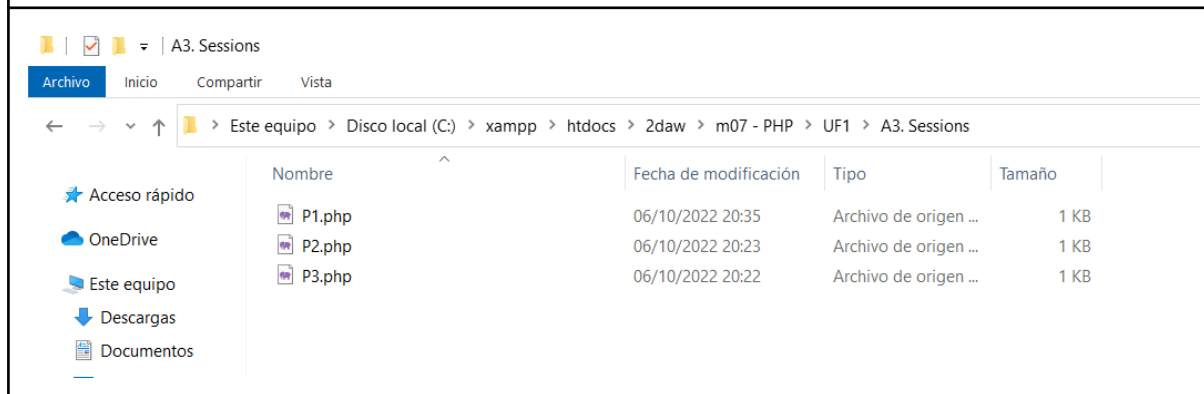 A3. Sessions
Archivo Inicio Compartir Vista
Este equipo > Disco local (C:) > xampp > htdocs > 2daw > m07 - PHP > UF1 > A3. Sessions
Nombre Fecha de modificación Tipo Tamaño
Acceso rápido
P1.php 06/10/2022 20:35 Archivo de origen ... 1 KB
OneDrive
P2.php 06/10/2022 20:23 Archivo de origen ... 1 KB
Este equipo
P3.php 06/10/2022 20:22 Archivo de origen ... 1 KB
Descargas
Documentos